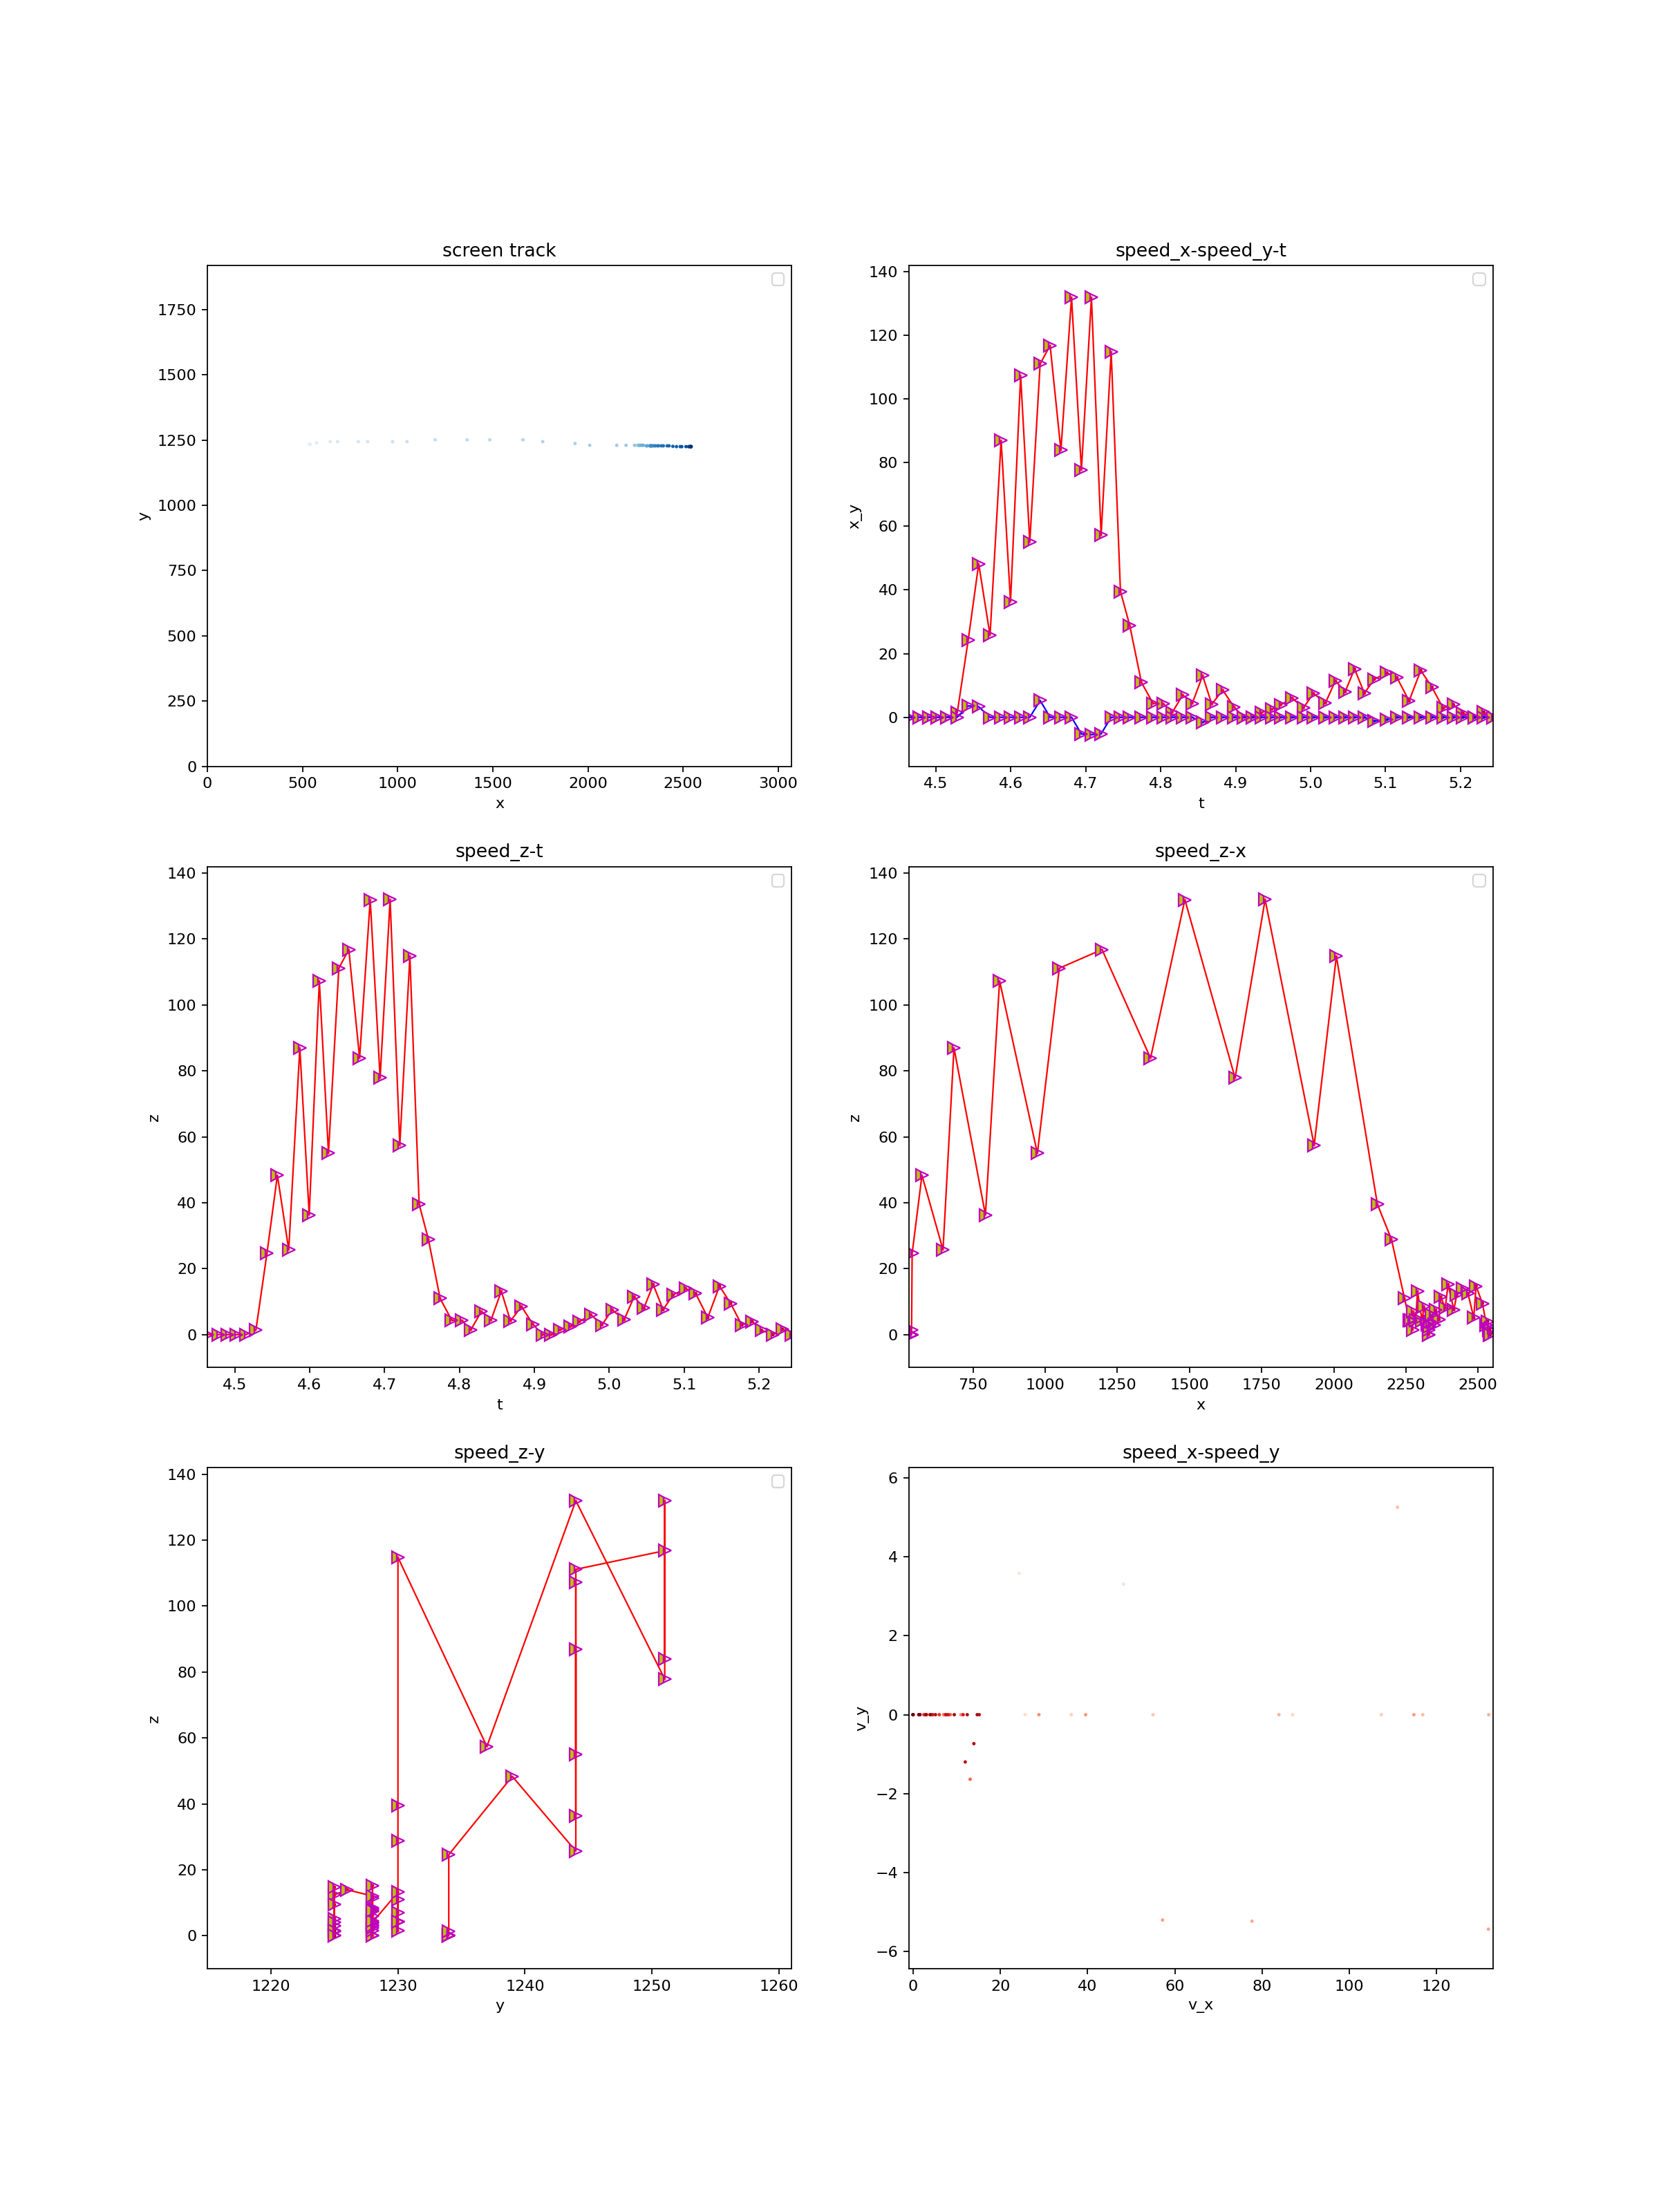 screen track
1750
1500
1250
1000
750
500
250
0
y
0 500 1000 1500 2000 2500 3000
x
speed_x-speed_y-t
140
120
100
80
60
40
20
0
x_y
4.5 4.6 4.7 4.8 4.9 5.0 5.1 5.2
t
speed_z-t
140
120
100
80
60
40
20
0
z
4.5 4.6 4.7 4.8 4.9 5.0 5.1 5.2
t
speed_z-x
140
120
100
80
60
40
20
0
z
750 1000 1250 1500 1750 2000 2250 2500
x
speed_z-y
140
120
100
80
60
40
20
0
z
1220 1230 1240 1250 1260
y
speed_x-speed_y
6
4
2
0
−2
−4
−6
v_y
0 20 40 60 80 100 120
v_x